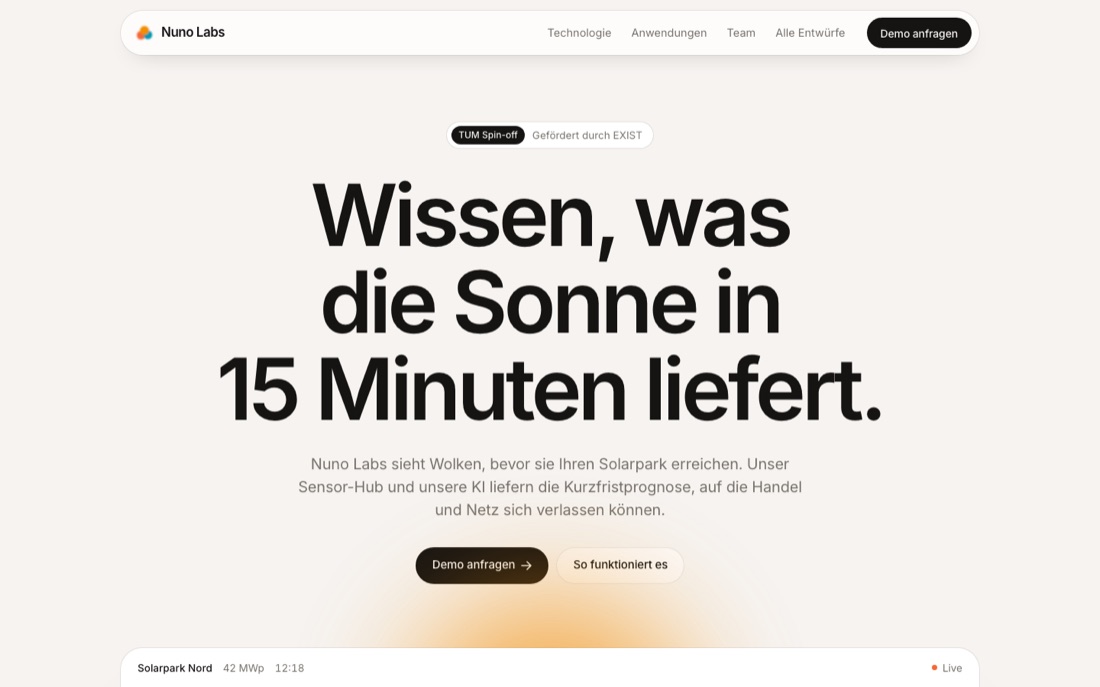 Nuno Labs
Technologie Anwendungen Team Alle Entwürfe Demo anfragen
TUM Spin-off Gefördert durch EXIST
Wissen, was
die Sonne in
15 Minuten liefert.
Nuno Labs sieht Wolken, bevor sie Ihren Solarpark erreichen. Unser
Sensor-Hub und unsere KI liefern die Kurzfristprognose, auf die Handel
und Netz sich verlassen können.
Demo anfragen → So funktioniert es
Solarpark Nord 42 MWp 12:18 Live